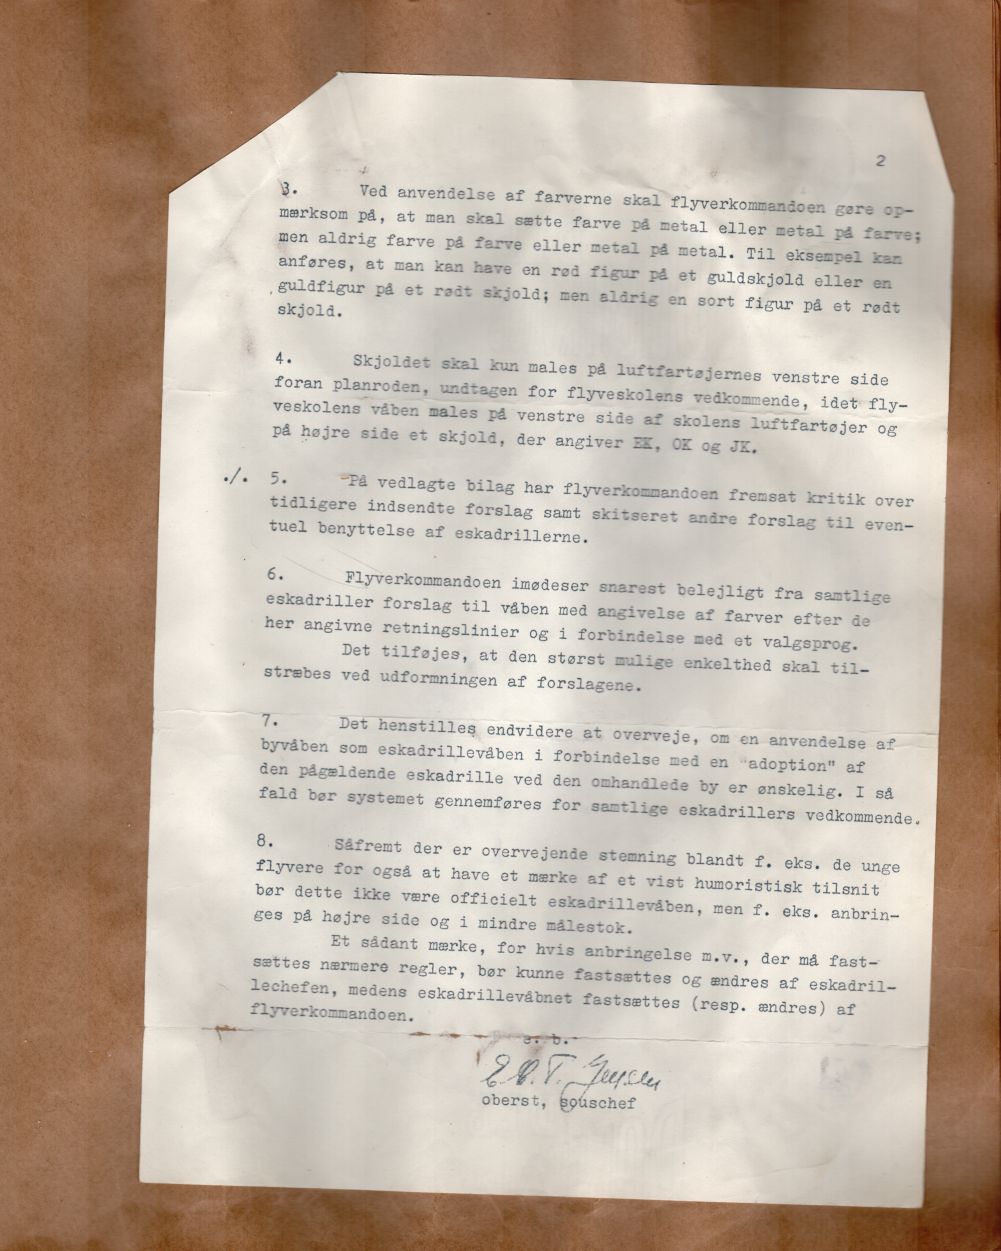 2
3. Ved anvendelse af farverne skal flyverkommandoen gøre op-
mærksom på, at man skal sætte farve på metal eller metal på farve;
men aldrig farve på farve eller metal på metal. Til eksempel kan
anføres, at man kan have en rød figur på et guldskjold eller en
guldfigur på et rødt skjold; men aldrig en sort figur på et rødt
skjold.
4. Skjoldet skal kun males på luftfartøjernes venstre side
foran planroden, undtagen for flyveskolens vedkommende, idet fly-
veskolens våben males på venstre side af skolens luftfartøjer og
på højre side et skjold, der angiver EK, OK og JK.
./. 5. På vedlagte bilag har flyverkommandoen fremsat kritik over
tidligere indsendte forslag samt skitseret andre forslag til even-
tuel benyttelse af eskadrillerne.
6. Flyverkommandoen imødeser snarest belejligt fra samtlige
eskadriller forslag til våben med angivelse af farver efter de
her angivne retningslinier og i forbindelse med et valgsprog.
Det tilføjes, at den størst mulige enkelthed skal til-
stræbes ved udformningen af forslagene.
7. Det henstilles endvidere at overveje, om en anvendelse af
byvåben som eskadrillevåben i forbindelse med en "adoption" af
den pågældende eskadrille ved den omhandlede by er ønskelig. I så
fald bør systemet gennemføres for samtlige eskadrillers vedkommende.
8. Såfremt der er overvejende stemning blandt f. eks. de unge
flyvere for også at have et mærke af et vist humoristisk tilsnit
bør dette ikke være officielt eskadrillevåben, men f. eks. anbrin-
ges på højre side og i mindre målestok.
Et sådant mærke, for hvis anbringelse m.v., der må fast-
sættes nærmere regler, bør kunne fastsættes og ændres af eskadril-
lechefen, medens eskadrillevåbnet fastsættes (resp. ændres) af
flyverkommandoen.
e. b.
Jensen
oberst, souschef